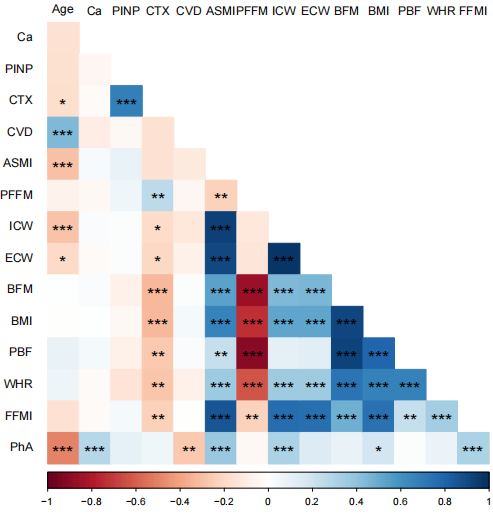 Age Ca PINP CTX CVD ASMI PFFM ICW ECW BFM BMI PBF WHR FFMI
Ca
PINP
CTX * ***
CVD ***
ASMI ***
PFFM ** **
ICW *** * ***
ECW * * *** ***
BFM *** *** *** *** ***
BMI *** *** *** *** *** ***
PBF ** ** *** *** ***
WHR ** *** *** *** *** *** *** ***
FFMI ** *** ** *** *** *** *** ** ***
PhA *** *** ** *** *** * ***
−1 −0.8 −0.6 −0.4 −0.2 0 0.2 0.4 0.6 0.8 1